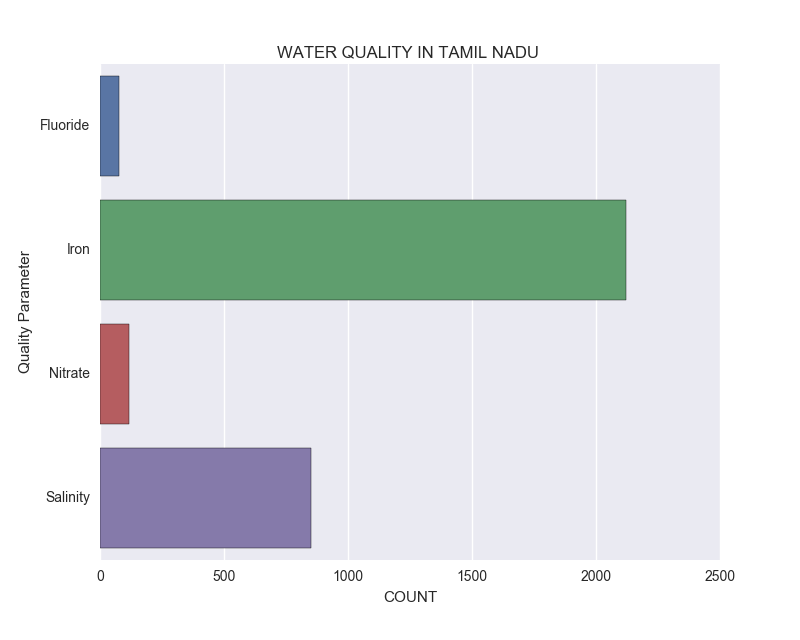 WATER QUALITY IN TAMIL NADU
Quality Parameter
Fluoride
Iron
Nitrate
Salinity
0 500 1000 1500 2000 2500
COUNT